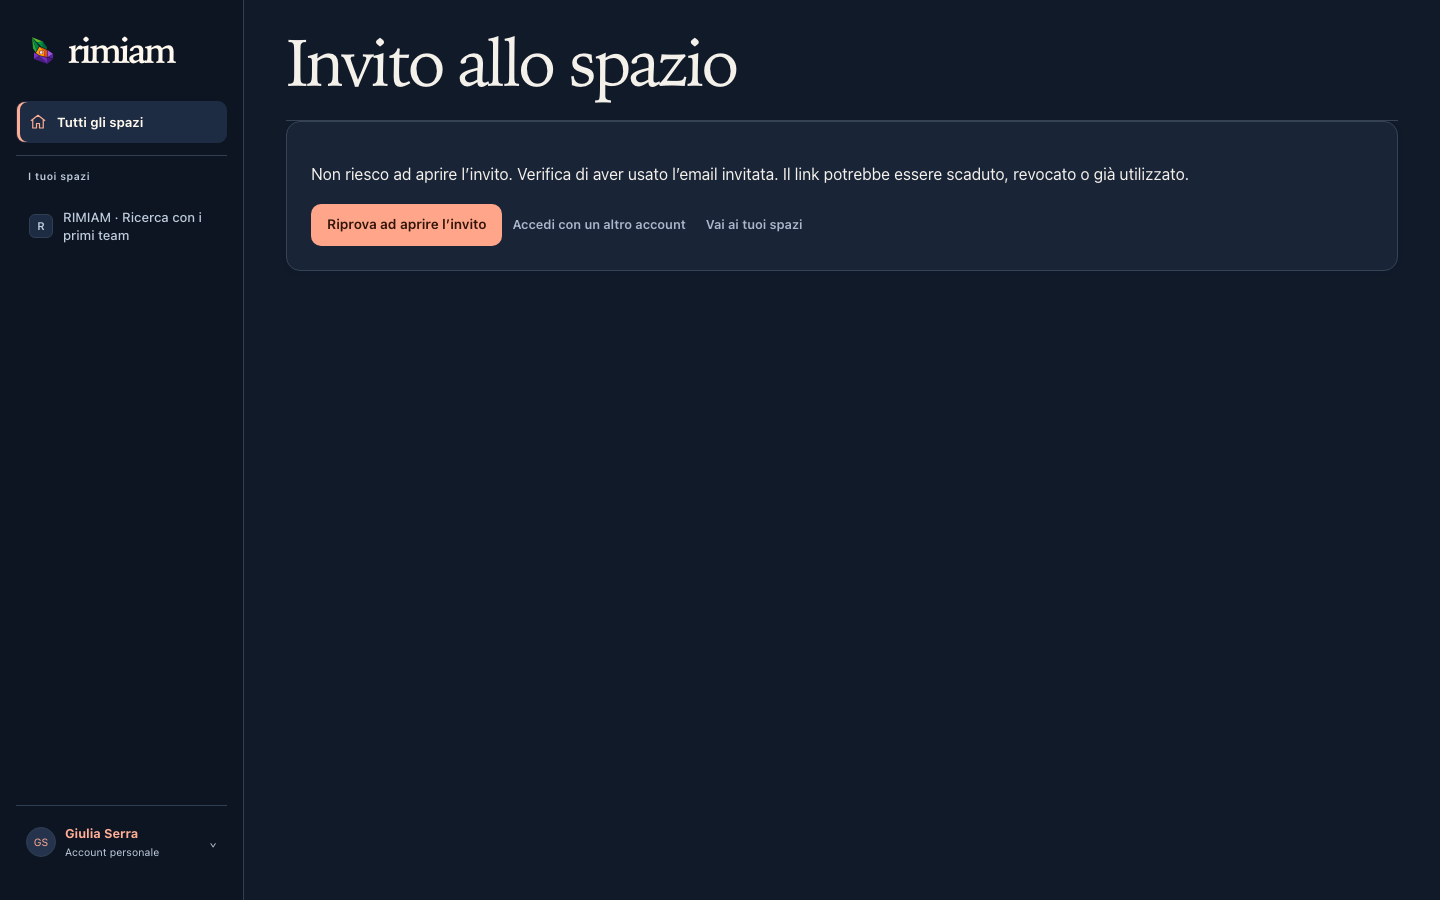 rimiam
Tutti gli spazi
I tuoi spazi
R
RIMIAM · Ricerca con i
primi team
GS
Giulia Serra
Account personale
Invito allo spazio
Non riesco ad aprire l’invito. Verifica di aver usato l’email invitata. Il link potrebbe essere scaduto, revocato o già utilizzato.
Riprova ad aprire l’invito
Accedi con un altro account
Vai ai tuoi spazi